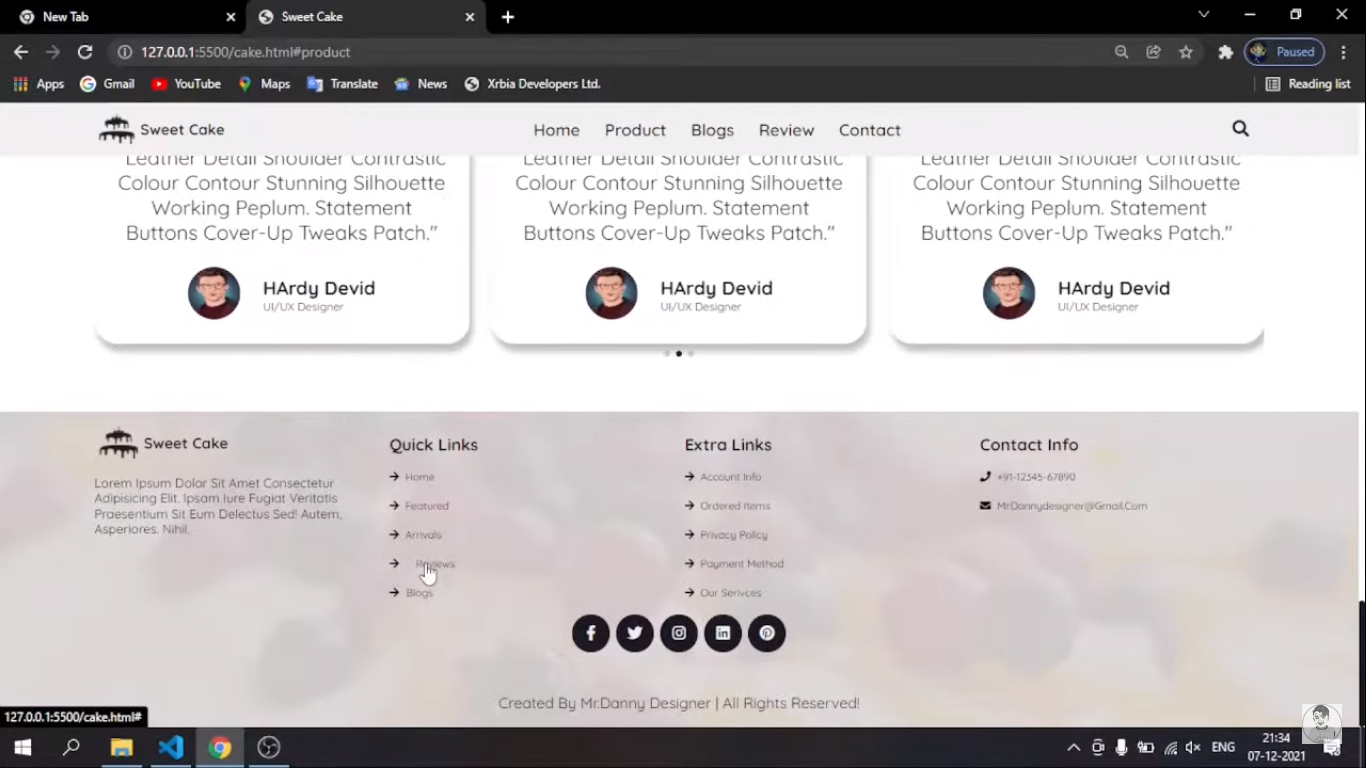 New Tab
Sweet Cake
127.0.0.1:5500/cake.html#product
Paused
Apps
Gmail
YouTube
Maps
Translate
News
Xrbia Developers Ltd.
Reading list
Sweet Cake
Home
Product
Blogs
Review
Contact
Leather Detail Shoulder Contrastic
Colour Contour Stunning Silhouette
Working Peplum. Statement
Buttons Cover-Up Tweaks Patch."
HArdy Devid
UI/UX Designer
Leather Detail Shoulder Contrastic
Colour Contour Stunning Silhouette
Working Peplum. Statement
Buttons Cover-Up Tweaks Patch."
HArdy Devid
UI/UX Designer
Leather Detail Shoulder Contrastic
Colour Contour Stunning Silhouette
Working Peplum. Statement
Buttons Cover-Up Tweaks Patch."
HArdy Devid
UI/UX Designer
Sweet Cake
Lorem Ipsum Dolor Sit Amet Consectetur
Adipisicing Elit. Ipsam Iure Fugiat Veritatis
Praesentium Sit Eum Delectus Sed! Autem,
Asperiores. Nihil.
Quick Links
Home
Featured
Arrivals
Reviews
Blogs
Extra Links
Account Info
Ordered Items
Privacy Policy
Payment Method
Our Serivces
Contact Info
+91-12345-67890
MrDannydesigner@Gmail.Com
Created By Mr.Danny Designer | All Rights Reserved!
127.0.0.1:5500/cake.html#
ENG
21:34
07-12-2021